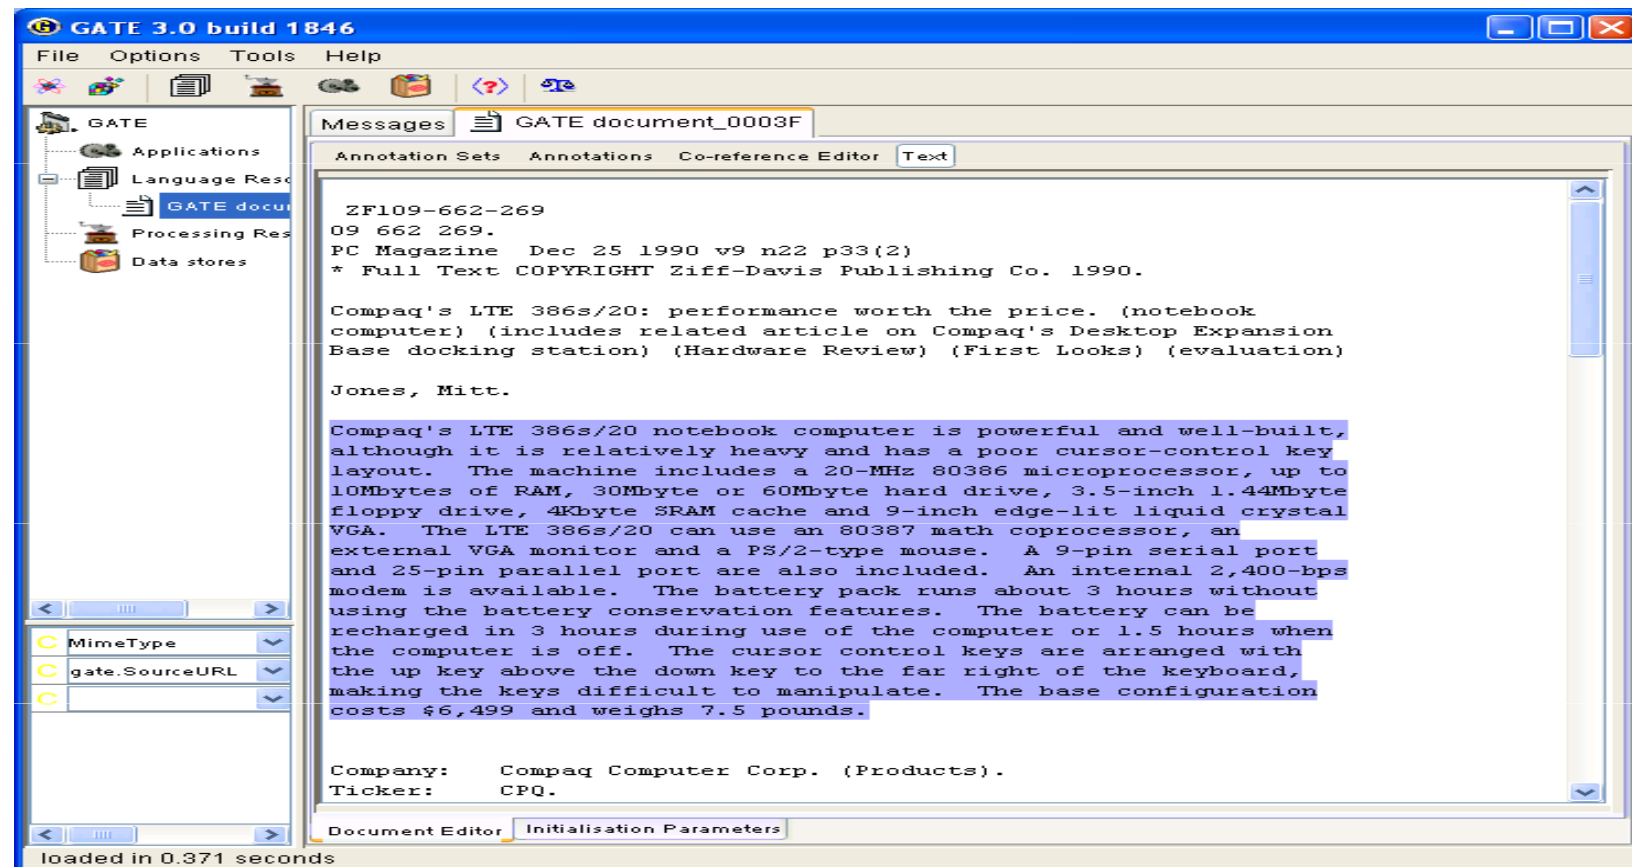 GATE 3.0 build 1846
File Options Tools Help
GATE
Applications
Language Reso
GATE docu
Processing Res
Data stores
MimeType
gate.SourceURL
Messages GATE document_0003F
Annotation Sets Annotations Co-reference Editor Text
ZF109-662-269
09 662 269.
PC Magazine Dec 25 1990 v9 n22 p33(2)
* Full Text COPYRIGHT Ziff-Davis Publishing Co. 1990.
Compaq's LTE 386s/20: performance worth the price. (notebook
computer) (includes related article on Compaq's Desktop Expansion
Base docking station) (Hardware Review) (First Looks) (evaluation)
Jones, Mitt.
Compaq's LTE 386s/20 notebook computer is powerful and well-built,
although it is relatively heavy and has a poor cursor-control key
layout. The machine includes a 20-MHz 80386 microprocessor, up to
10Mbytes of RAM, 30Mbyte or 60Mbyte hard drive, 3.5-inch 1.44Mbyte
floppy drive, 4Kbyte SRAM cache and 9-inch edge-lit liquid crystal
VGA. The LTE 386s/20 can use an 80387 math coprocessor, an
external VGA monitor and a PS/2-type mouse. A 9-pin serial port
and 25-pin parallel port are also included. An internal 2,400-bps
modem is available. The battery pack runs about 3 hours without
using the battery conservation features. The battery can be
recharged in 3 hours during use of the computer or 1.5 hours when
the computer is off. The cursor control keys are arranged with
the up key above the down key to the far right of the keyboard,
making the keys difficult to manipulate. The base configuration
costs $6,499 and weighs 7.5 pounds.
Company: Compaq Computer Corp. (Products).
Ticker: CPQ.
Document Editor Initialisation Parameters
loaded in 0.371 seconds